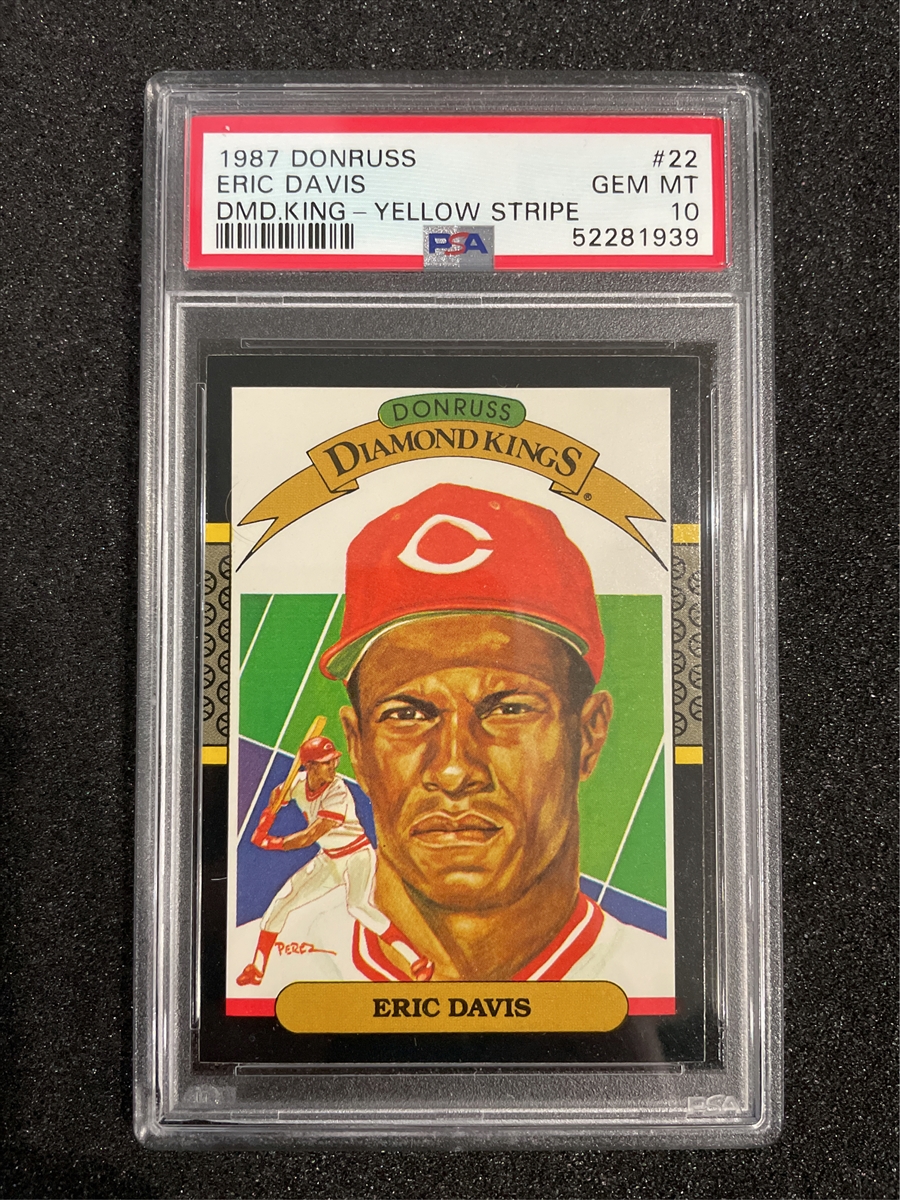 1987 DONRUSS #22
ERIC DAVIS GEM MT
DMD.KING – YELLOW STRIPE 10
PSA 52281939
DONRUSS
DIAMOND KINGS®
PEREZ
ERIC DAVIS
PSA